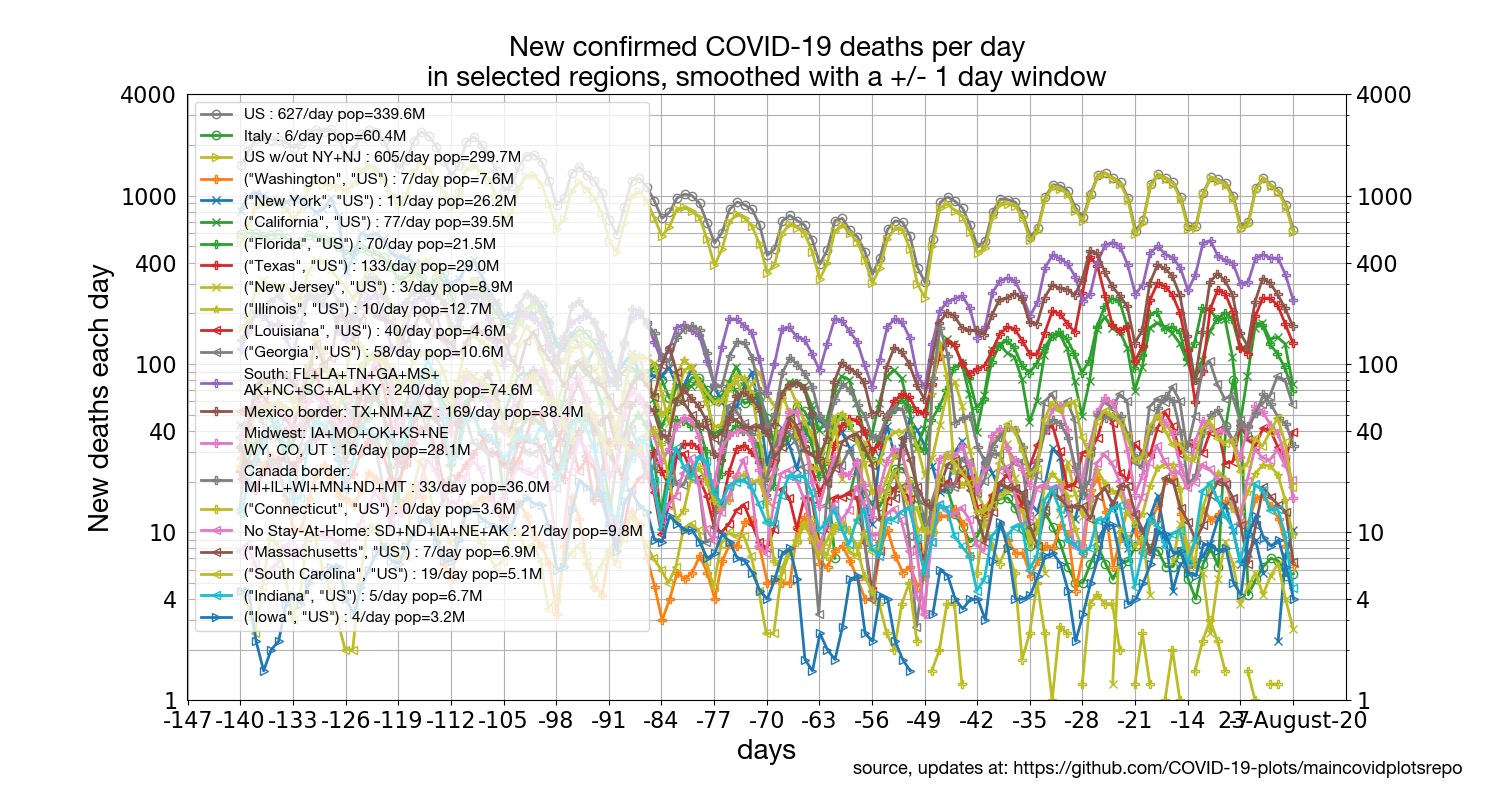 New confirmed COVID-19 deaths per day
in selected regions, smoothed with a +/- 1 day window
New deaths each day
4000
1000
400
100
40
10
4
1
US : 627/day pop=339.6M
Italy : 6/day pop=60.4M
US w/out NY+NJ : 605/day pop=299.7M
("Washington", "US") : 7/day pop=7.6M
("New York", "US") : 11/day pop=26.2M
("California", "US") : 77/day pop=39.5M
("Florida", "US") : 70/day pop=21.5M
("Texas", "US") : 133/day pop=29.0M
("New Jersey", "US") : 3/day pop=8.9M
("Illinois", "US") : 10/day pop=12.7M
("Louisiana", "US") : 40/day pop=4.6M
("Georgia", "US") : 58/day pop=10.6M
South: FL+LA+TN+GA+MS+
AK+NC+SC+AL+KY : 240/day pop=74.6M
Mexico border: TX+NM+AZ : 169/day pop=38.4M
Midwest: IA+MO+OK+KS+NE
WY, CO, UT : 16/day pop=28.1M
Canada border:
MI+IL+WI+MN+ND+MT : 33/day pop=36.0M
("Connecticut", "US") : 0/day pop=3.6M
No Stay-At-Home: SD+ND+IA+NE+AK : 21/day pop=9.8M
("Massachusetts", "US") : 7/day pop=6.9M
("South Carolina", "US") : 19/day pop=5.1M
("Indiana", "US") : 5/day pop=6.7M
("Iowa", "US") : 4/day pop=3.2M
4000
1000
400
100
40
10
4
1
-147 -140 -133 -126 -119 -112 -105 -98 -91 -84 -77 -70 -63 -56 -49 -42 -35 -28 -21 -14 -7 23-August-20
days
source, updates at: https://github.com/COVID-19-plots/maincovidplotsrepo